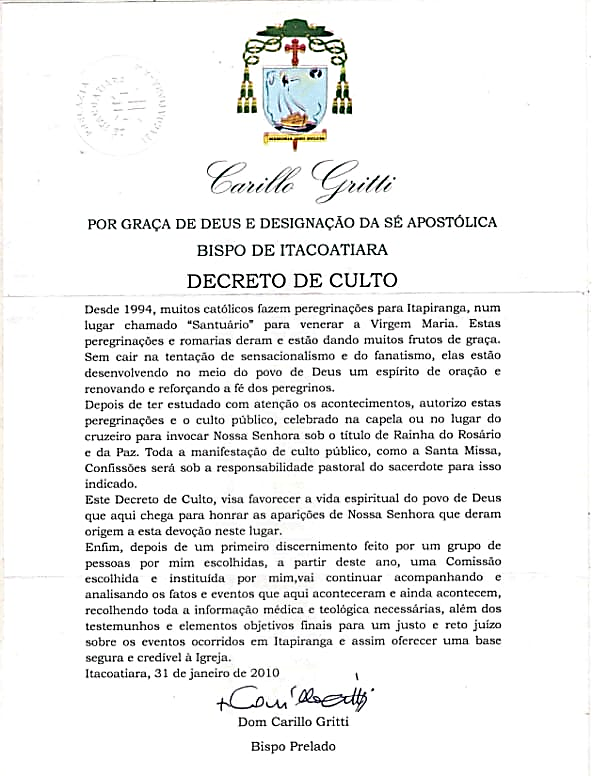 Carillo Gritti
POR GRAÇA DE DEUS E DESIGNAÇÃO DA SÉ APOSTÓLICA
BISPO DE ITACOATIARA
DECRETO DE CULTO
Desde 1994, muitos católicos fazem peregrinações para Itapiranga, num
lugar chamado "Santuário" para venerar a Virgem Maria. Estas
peregrinações e romarias deram e estão dando muitos frutos de graça.
Sem cair na tentação de sensacionalismo e do fanatismo, elas estão
desenvolvendo no meio do povo de Deus um espírito de oração e
renovando e reforçando a fé dos peregrinos.
Depois de ter estudado com atenção os acontecimentos, autorizo estas
peregrinações e o culto público, celebrado na capela ou no lugar do
cruzeiro para invocar Nossa Senhora sob o título de Rainha do Rosário
e da Paz. Toda a manifestação de culto público, como a Santa Missa,
Confissões será sob a responsabilidade pastoral do sacerdote para isso
indicado.
Este Decreto de Culto, visa favorecer a vida espiritual do povo de Deus
que aqui chega para honrar as aparições de Nossa Senhora que deram
origem a esta devoção neste lugar.
Enfim, depois de um primeiro discernimento feito por um grupo de
pessoas por mim escolhidas, a partir deste ano, uma Comissão
escolhida e instituída por mim,vai continuar acompanhando e
analisando os fatos e eventos que aqui aconteceram e ainda acontecem,
recolhendo toda a informação médica e teológica necessárias, além dos
testemunhos e elementos objetivos finais para um justo e reto juízo
sobre os eventos ocorridos em Itapiranga e assim oferecer uma base
segura e credível à Igreja.
Itacoatiara, 31 de janeiro de 2010
Dom Carillo Gritti
Bispo Prelado